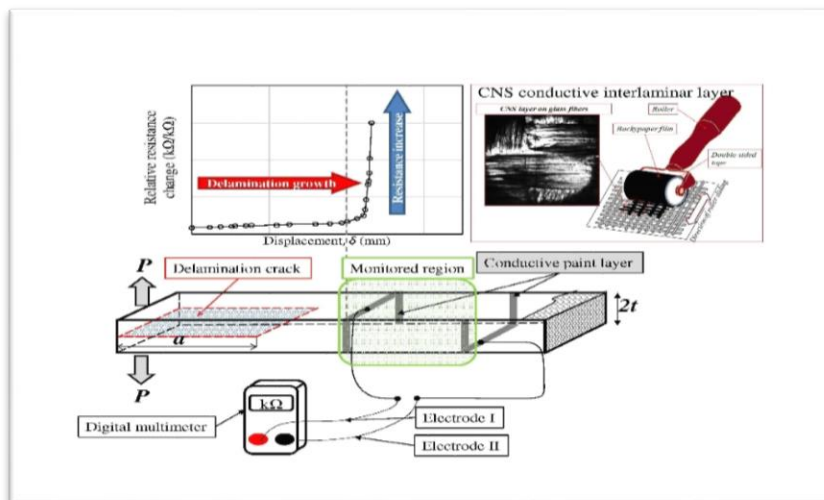 Relative resistance
change (kΩ/kΩ)
Delamination growth
Resistance increase
Displacement, δ (mm)
CNS conductive interlaminar layer
CNS layer on glass fibers
Roller
Buckypaper film
Double sided
tape
P
Delamination crack
Monitored region
Conductive paint layer
2t
a
P
kΩ
Digital multimeter
Electrode I
Electrode II